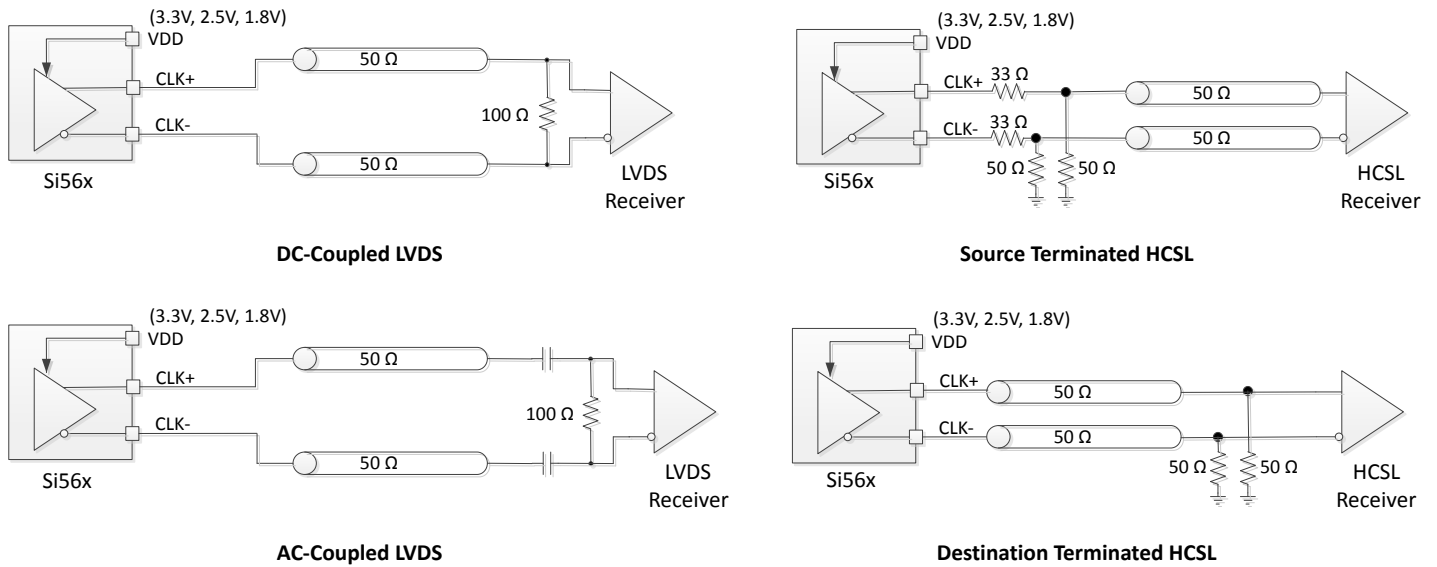 (3.3V, 2.5V, 1.8V)
VDD
CLK+
CLK-
50 Ω
50 Ω
100 Ω
Si56x
LVDS
Receiver
DC-Coupled LVDS
(3.3V, 2.5V, 1.8V)
VDD
CLK+
33 Ω
CLK-
33 Ω
50 Ω
50 Ω
50 Ω
50 Ω
Si56x
HCSL
Receiver
Source Terminated HCSL
(3.3V, 2.5V, 1.8V)
VDD
CLK+
CLK-
50 Ω
50 Ω
100 Ω
Si56x
LVDS
Receiver
AC-Coupled LVDS
(3.3V, 2.5V, 1.8V)
VDD
CLK+
CLK-
50 Ω
50 Ω
50 Ω
50 Ω
Si56x
HCSL
Receiver
Destination Terminated HCSL